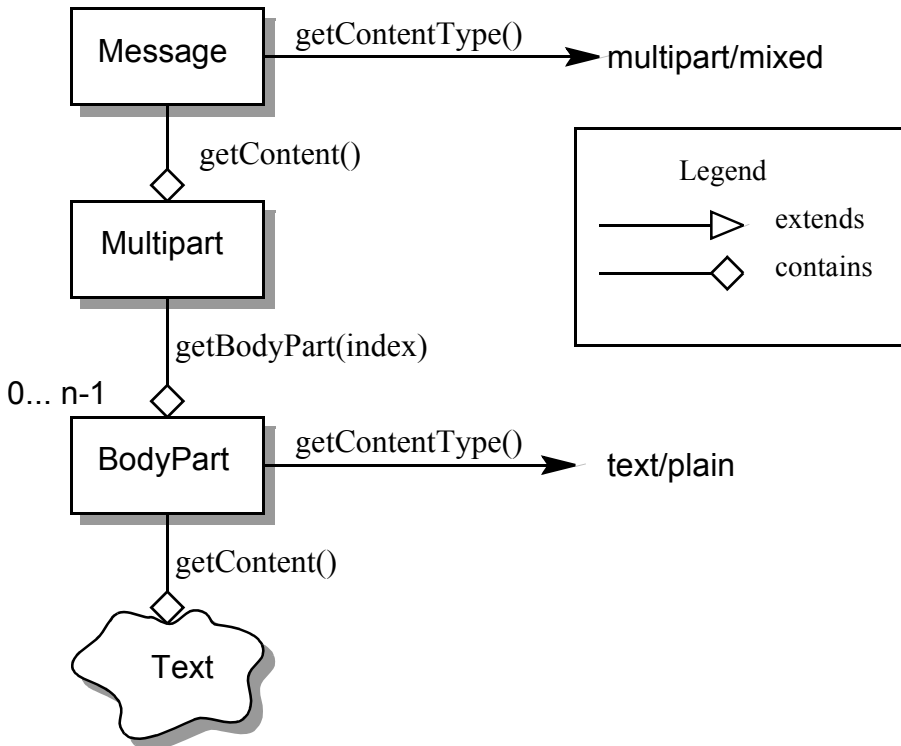 Message
getContentType()
multipart/mixed
getContent()
Legend
extends
contains
Multipart
getBodyPart(index)
0... n-1
BodyPart
getContentType()
text/plain
getContent()
Text